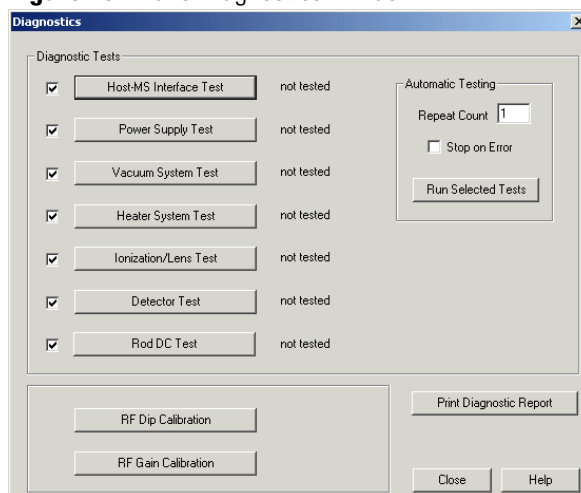 Diagnostics
Diagnostic Tests
Host-MS Interface Test not tested
Power Supply Test not tested
Vacuum System Test not tested
Heater System Test not tested
Ionization/Lens Test not tested
Detector Test not tested
Rod DC Test not tested
Automatic Testing
Repeat Count 1
Stop on Error
Run Selected Tests
RF Dip Calibration
RF Gain Calibration
Print Diagnostic Report
Close Help